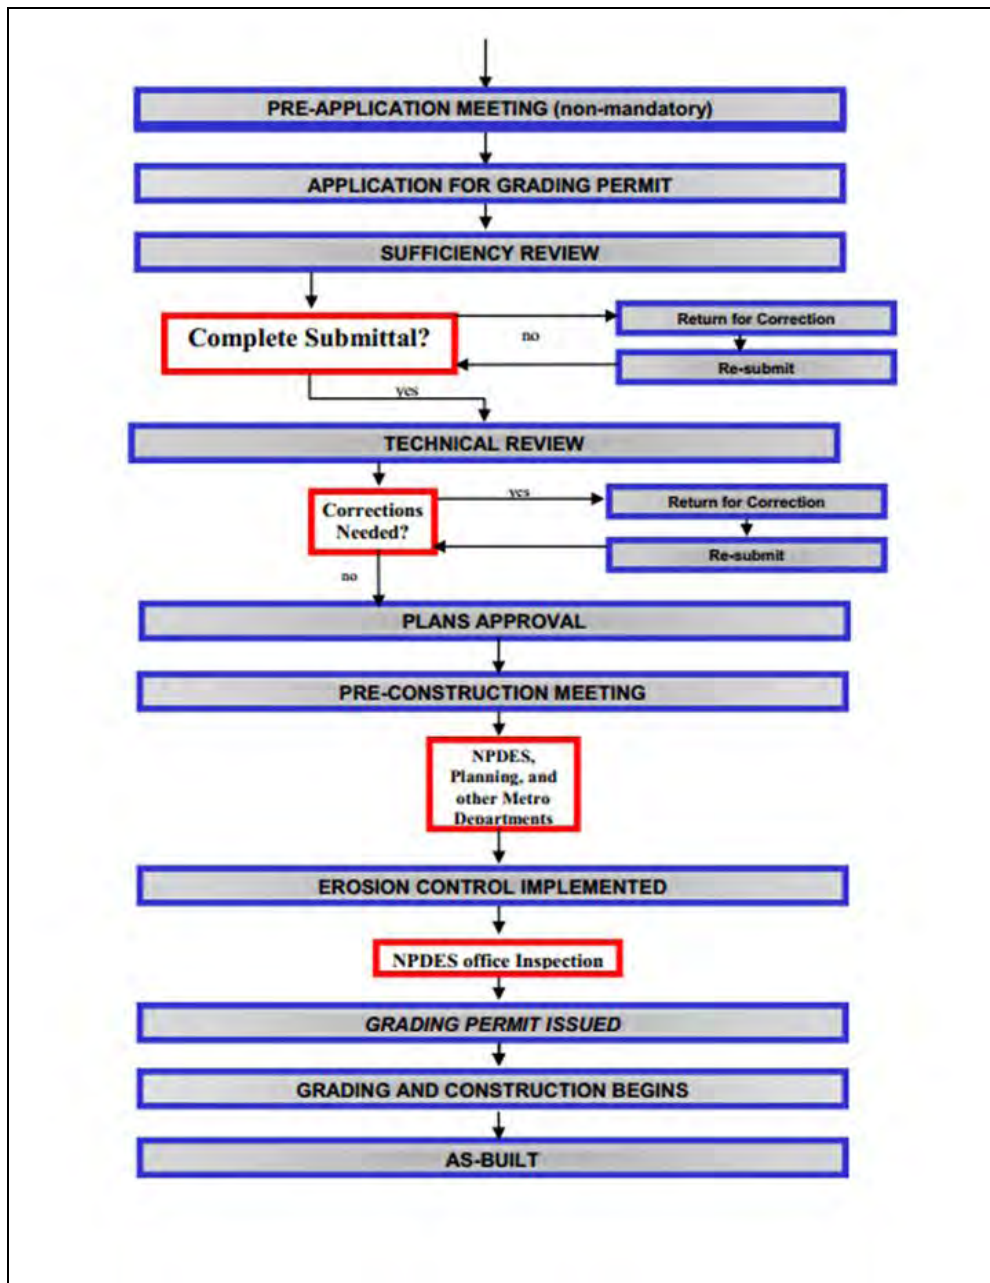 PRE-APPLICATION MEETING (non-mandatory)
APPLICATION FOR GRADING PERMIT
SUFFICIENCY REVIEW
Complete Submittal?
no
Return for Correction
Re-submit
yes
TECHNICAL REVIEW
Corrections
Needed?
yes
Return for Correction
Re-submit
no
PLANS APPROVAL
PRE-CONSTRUCTION MEETING
NPDES,
Planning, and
other Metro
Departments
EROSION CONTROL IMPLEMENTED
NPDES office Inspection
GRADING PERMIT ISSUED
GRADING AND CONSTRUCTION BEGINS
AS-BUILT